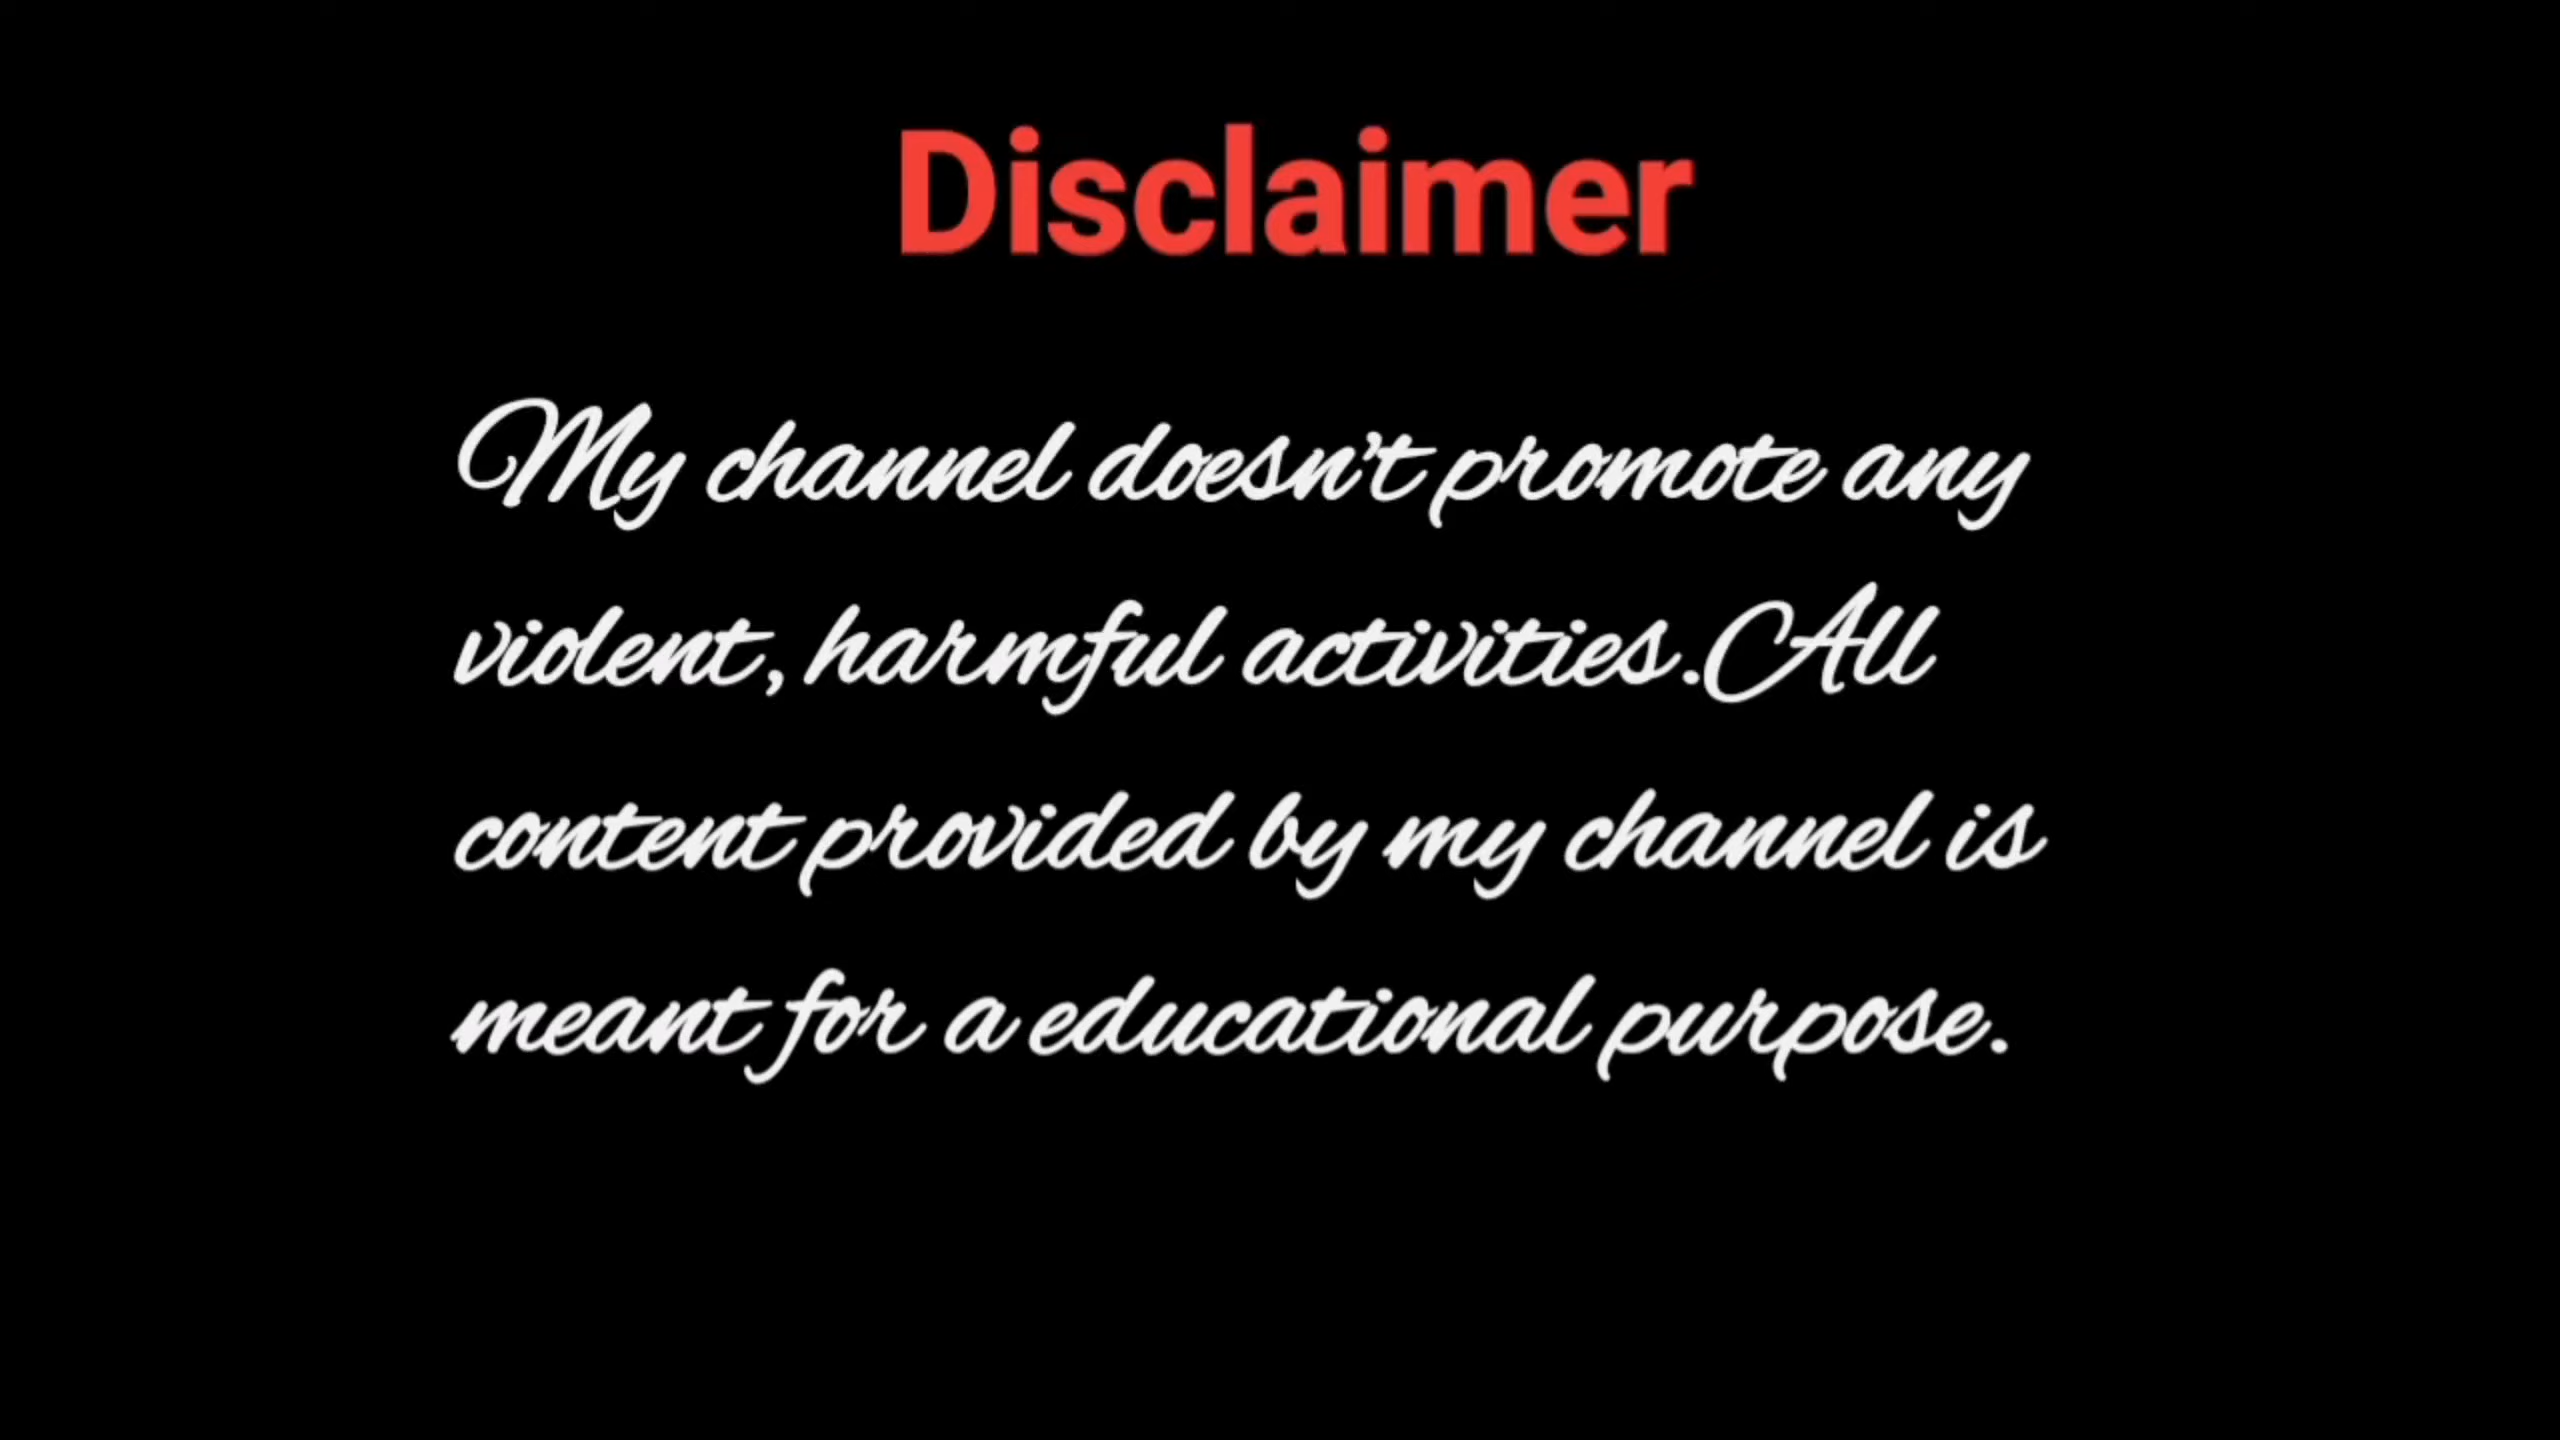 Disclaimer
My channel doesn't promote any
violent, harmful activities.All
content provided by my channel is
meant for a educational purpose.